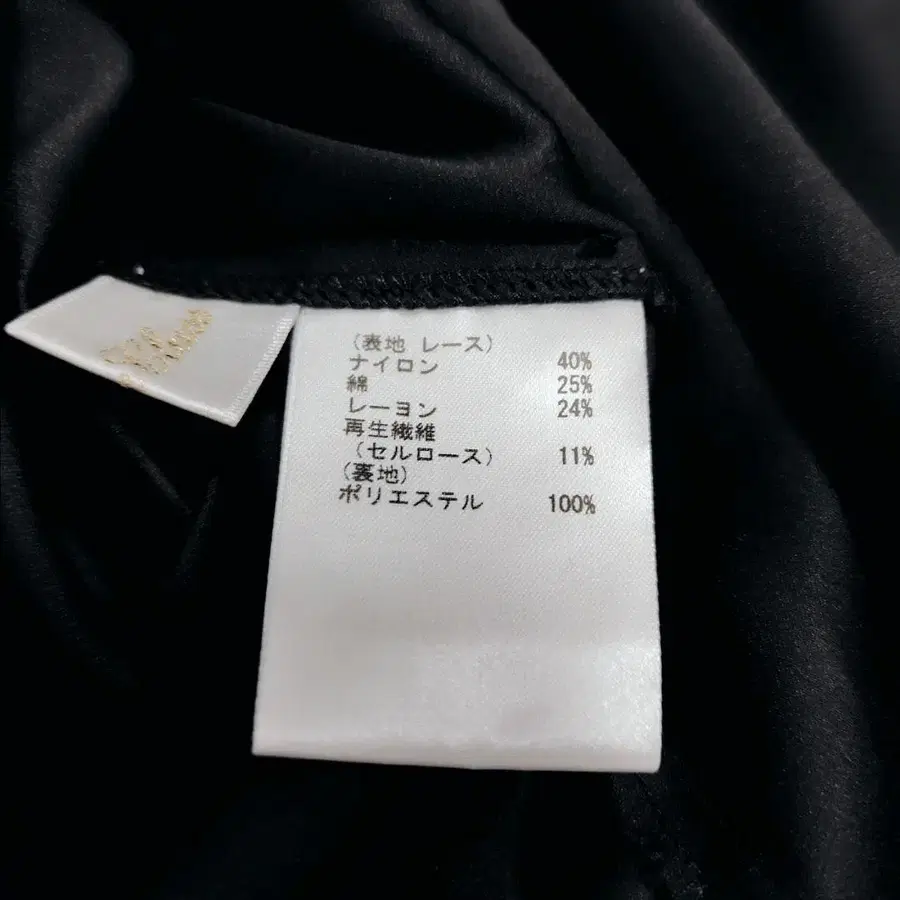 (表地 レース)
ナイロン 40%
綿 25%
レーヨン 24%
再生繊維
(セルロース) 11%
(裏地)
ポリエステル 100%